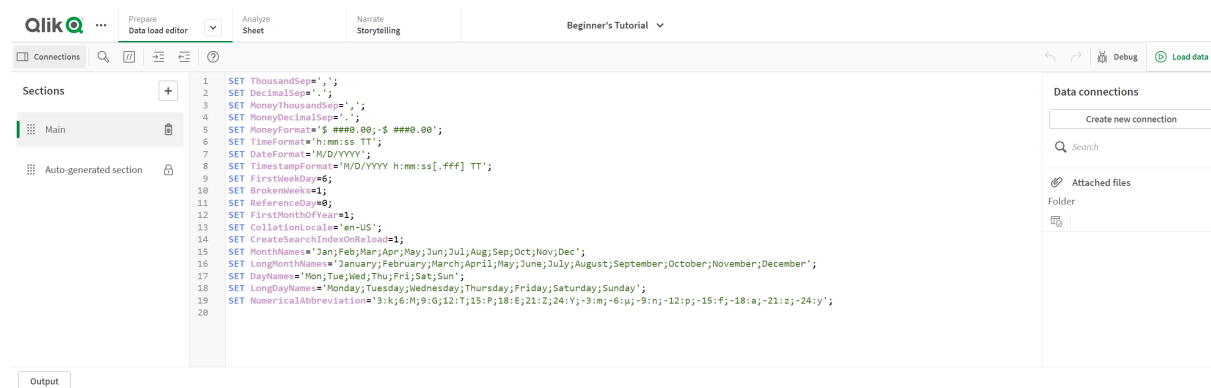 Qlik
Prepare
Data load editor
Analyze
Sheet
Narrate
Storytelling
Beginner's Tutorial
Connections
//
?
Debug
Load data
Sections
+
Main
Auto-generated section
1 SET ThousandSep=',';
2 SET DecimalSep='.';
3 SET MoneyThousandSep=',';
4 SET MoneyDecimalSep='.';
5 SET MoneyFormat='$ ###0.00;-$ ###0.00';
6 SET TimeFormat='h:mm:ss TT';
7 SET DateFormat='M/D/YYYY';
8 SET TimestampFormat='M/D/YYYY h:mm:ss[.fff] TT';
9 SET FirstWeekDay=6;
10 SET BrokenWeeks=1;
11 SET ReferenceDay=0;
12 SET FirstMonthOfYear=1;
13 SET CollationLocale='en-US';
14 SET CreateSearchIndexOnReload=1;
15 SET MonthNames='Jan;Feb;Mar;Apr;May;Jun;Jul;Aug;Sep;Oct;Nov;Dec';
16 SET LongMonthNames='January;February;March;April;May;June;July;August;September;October;November;December';
17 SET DayNames='Mon;Tue;Wed;Thu;Fri;Sat;Sun';
18 SET LongDayNames='Monday;Tuesday;Wednesday;Thursday;Friday;Saturday;Sunday';
19 SET NumericalAbbreviation='3:k;6:M;9:G;12:T;15:P;18:E;21:Z;24:Y;-3:m;-6:μ;-9:n;-12:p;-15:f;-18:a;-21:z;-24:y';
20
Data connections
Create new connection
Search
Attached files
Folder
Output